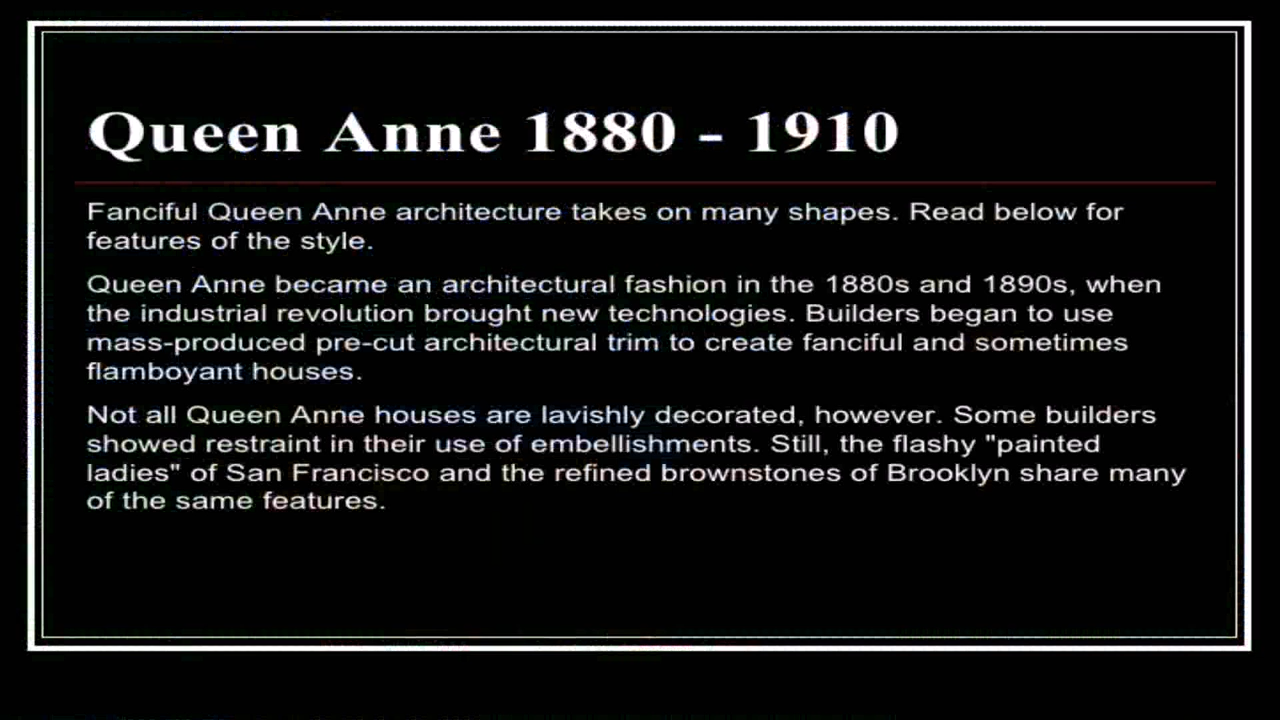 Queen Anne 1880 - 1910
Fanciful Queen Anne architecture takes on many shapes. Read below for
features of the style.
Queen Anne became an architectural fashion in the 1880s and 1890s, when
the industrial revolution brought new technologies. Builders began to use
mass-produced pre-cut architectural trim to create fanciful and sometimes
flamboyant houses.
Not all Queen Anne houses are lavishly decorated, however. Some builders
showed restraint in their use of embellishments. Still, the flashy "painted
ladies" of San Francisco and the refined brownstones of Brooklyn share many
of the same features.